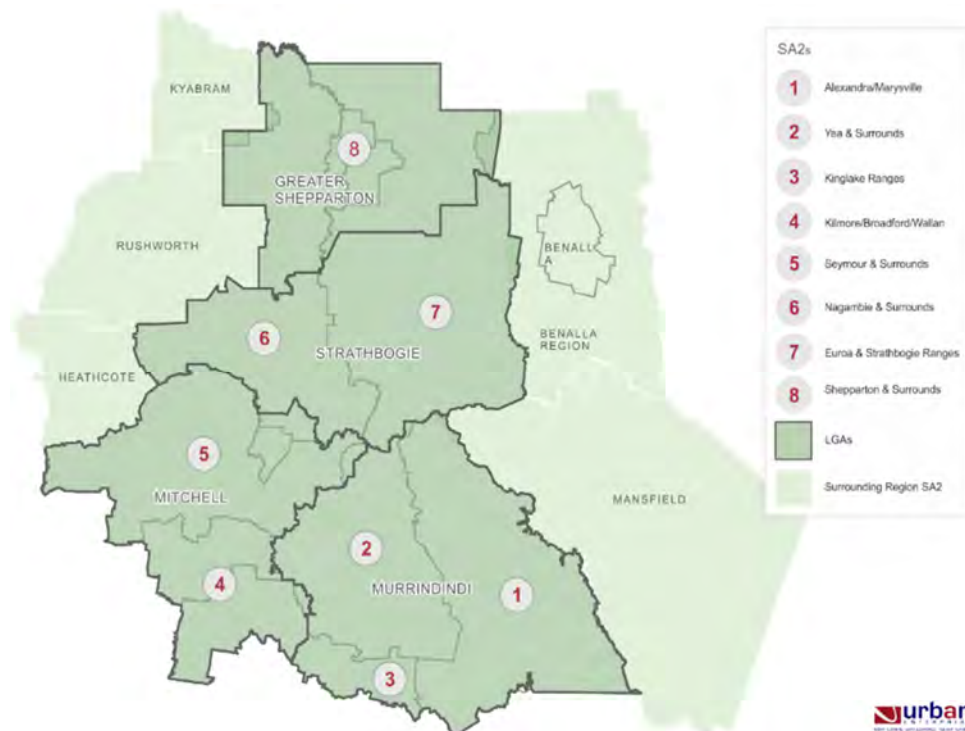 KYABRAM
8
GREATER
SHEPPARTON
RUSHWORTH
BENALL
A
7
6
STRATHBOGIE
BENALLA
REGION
HEATHCOTE
5
MITCHELL
MANSFIELD
2
4
MURRINDINDI
1
3
SA2s
1 Alexandra/Marysville
2 Yea & Surrounds
3 Kinglake Ranges
4 Kilmore/Broadford/Wallan
5 Seymour & Surrounds
6 Nagambie & Surrounds
7 Euroa & Strathbogie Ranges
8 Shepparton & Surrounds
LGAs
Surrounding Region SA2
urban